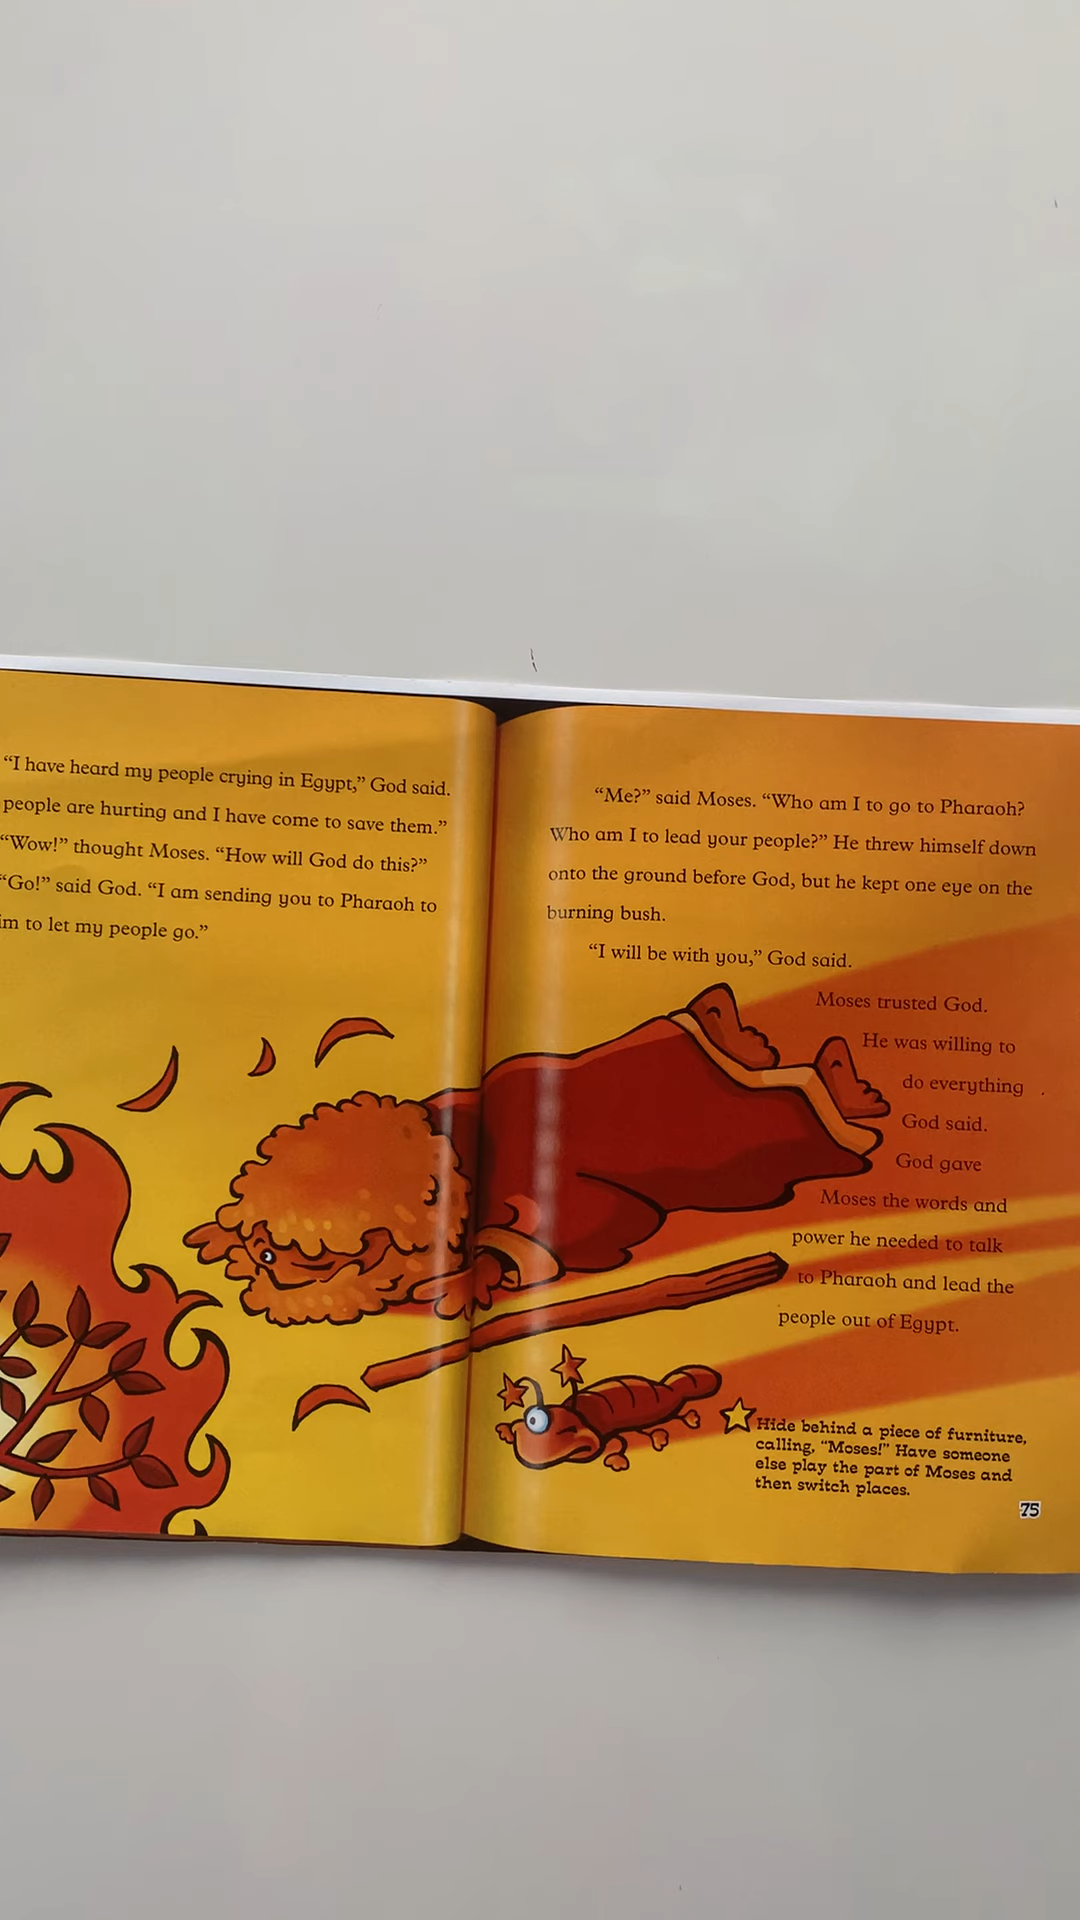 “I have heard my people crying in Egypt,” God said.
people are hurting and I have come to save them.”
“Wow!” thought Moses. “How will God do this?”
“Go!” said God. “I am sending you to Pharaoh to
im to let my people go.”
“Me?” said Moses. “Who am I to go to Pharaoh?
Who am I to lead your people?” He threw himself down
onto the ground before God, but he kept one eye on the
burning bush.
“I will be with you,” God said.
Moses trusted God.
He was willing to
do everything
God said.
God gave
Moses the words and
power he needed to talk
to Pharaoh and lead the
people out of Egypt.
Hide behind a piece of furniture,
calling, “Moses!” Have someone
else play the part of Moses and
then switch places.
75